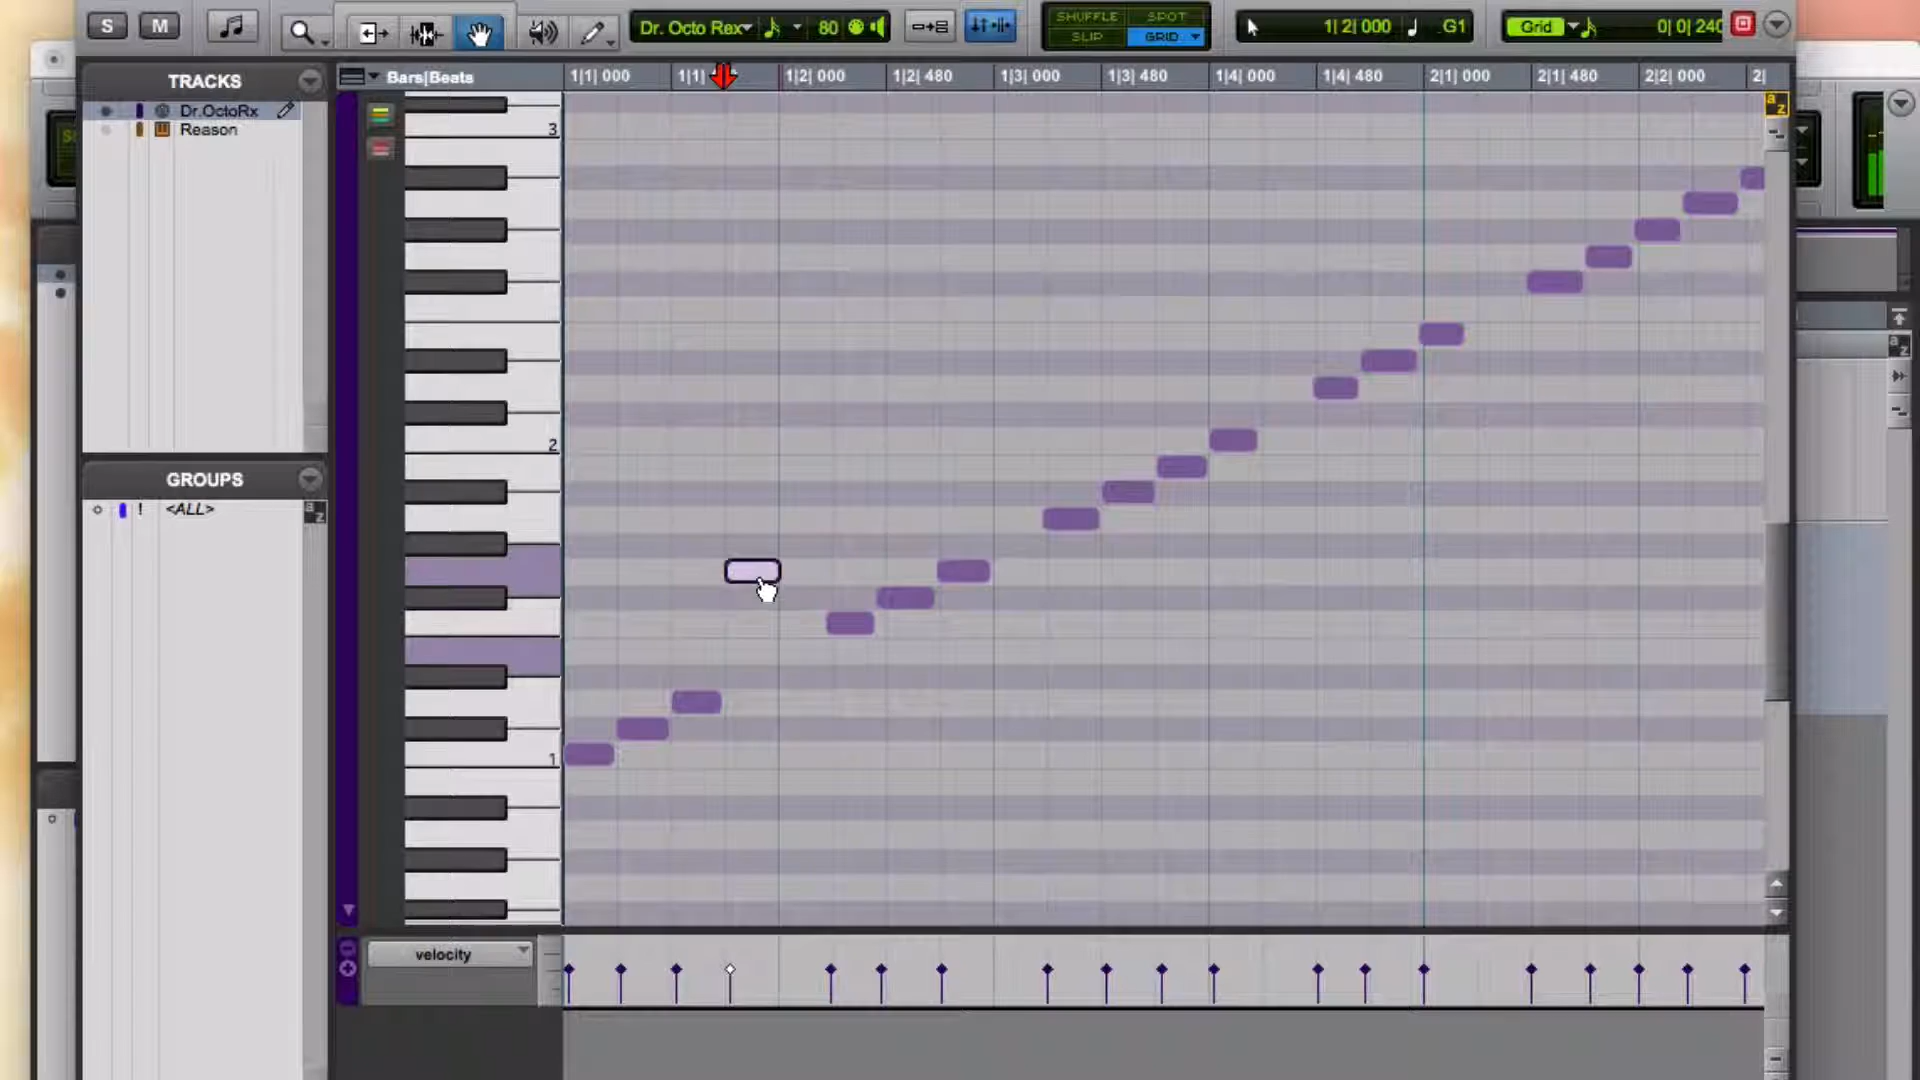 S M Dr. Octo Rex 80 SHUFFLE SPOT SLIP GRID 1| 2| 000 G1 Grid 0| 0| 240
TRACKS
Bars|Beats 1|1| 000 1|1| 1|2| 000 1|2| 480 1|3| 000 1|3| 480 1|4| 000 1|4| 480 2|1| 000 2|1| 480 2|2| 000 2|
Dr.OctoRx
Reason
3
a z
a z
2
GROUPS
! <ALL>
a z
1
velocity